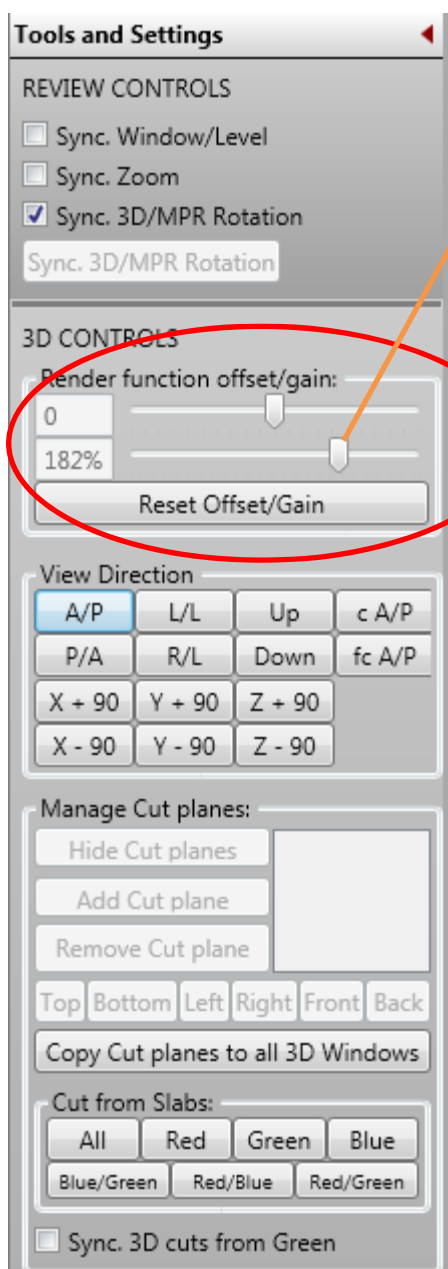 Tools and Settings
REVIEW CONTROLS
Sync. Window/Level
Sync. Zoom
Sync. 3D/MPR Rotation
Sync. 3D/MPR Rotation
3D CONTROLS
Render function offset/gain:
0
182%
Reset Offset/Gain
View Direction
A/P L/L Up c A/P
P/A R/L Down fc A/P
X + 90 Y + 90 Z + 90
X - 90 Y - 90 Z - 90
Manage Cut planes:
Hide Cut planes
Add Cut plane
Remove Cut plane
Top Bottom Left Right Front Back
Copy Cut planes to all 3D Windows
Cut from Slabs:
All Red Green Blue
Blue/Green Red/Blue Red/Green
Sync. 3D cuts from Green